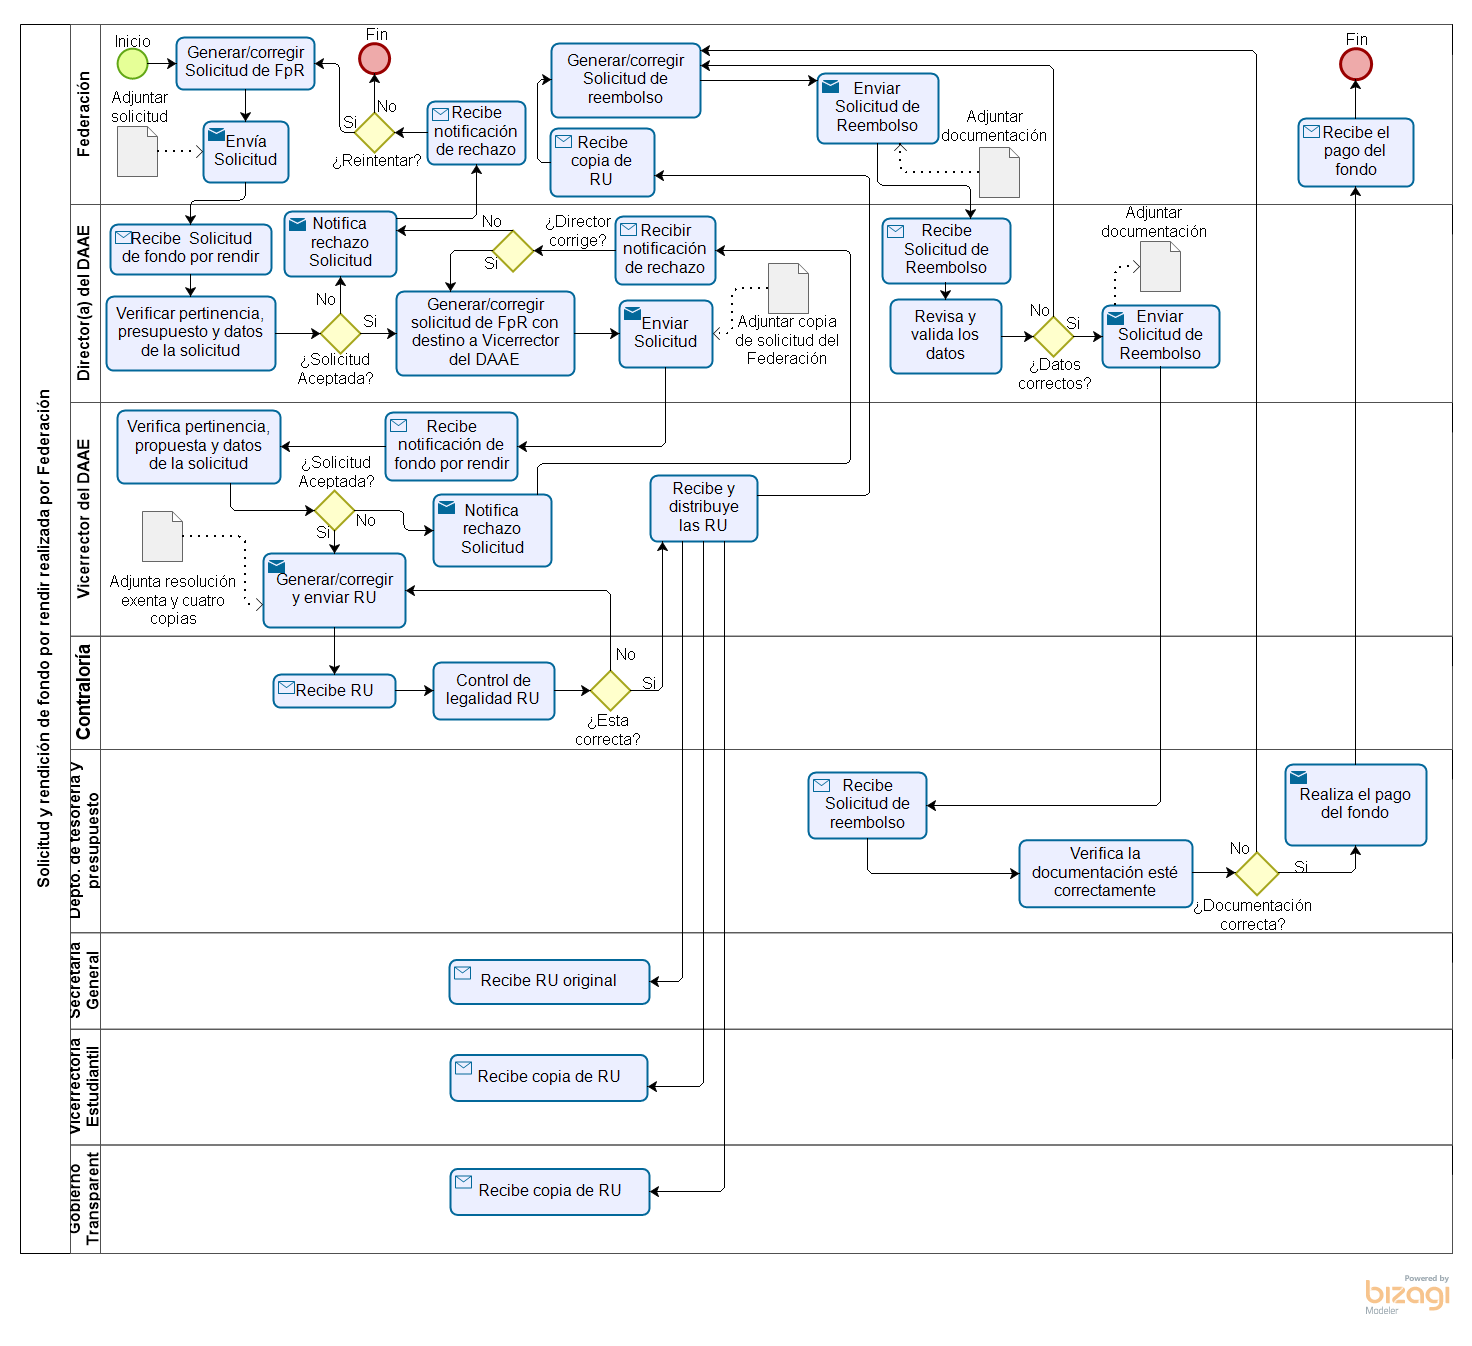 Solicitud y rendición de fondo por rendir realizada por Federación
Federación
Inicio
Generar/corregir
Solicitud de FpR
Adjuntar
solicitud
Envía
Solicitud
Fin
No
Si
¿Reintentar?
Recibe
notificación
de rechazo
Generar/corregir
Solicitud de
reembolso
Recibe
copia de
RU
Enviar
Solicitud de
Reembolso
Adjuntar
documentación
Fin
Recibe el
pago del
fondo
Director(a) del DAAE
Recibe Solicitud
de fondo por rendir
Verificar pertinencia,
presupuesto y datos
de la solicitud
Notifica
rechazo
Solicitud
No
Si
¿Solicitud
Aceptada?
No
Si
¿Director
corrige?
Generar/corregir
solicitud de FpR con
destino a Vicerrector
del DAAE
Recibir
notificación
de rechazo
Enviar
Solicitud
Adjuntar copia
de solicitud del
Federación
Recibe
Solicitud de
Reembolso
Revisa y
valida los
datos
No
Si
¿Datos
correctos?
Adjuntar
documentación
Enviar
Solicitud de
Reembolso
Vicerrector del DAAE
Verifica pertinencia,
propuesta y datos
de la solicitud
Recibe
notificación de
fondo por rendir
¿Solicitud
Aceptada?
No
Si
Notifica
rechazo
Solicitud
Adjunta resolución
exenta y cuatro
copias
Generar/corregir
y enviar RU
Recibe y
distribuye
las RU
Contraloría
Recibe RU
Control de
legalidad RU
No
Si
¿Esta
correcta?
Depto. de tesorería y
presupuesto
Recibe
Solicitud de
reembolso
Verifica la
documentación esté
correctamente
No
Si
¿Documentación
correcta?
Realiza el pago
del fondo
Secretaría
General
Recibe RU original
Vicerrectoría
Estudiantil
Recibe copia de RU
Gobierno
Transparent
Recibe copia de RU
Powered by
bizagi
Modeler